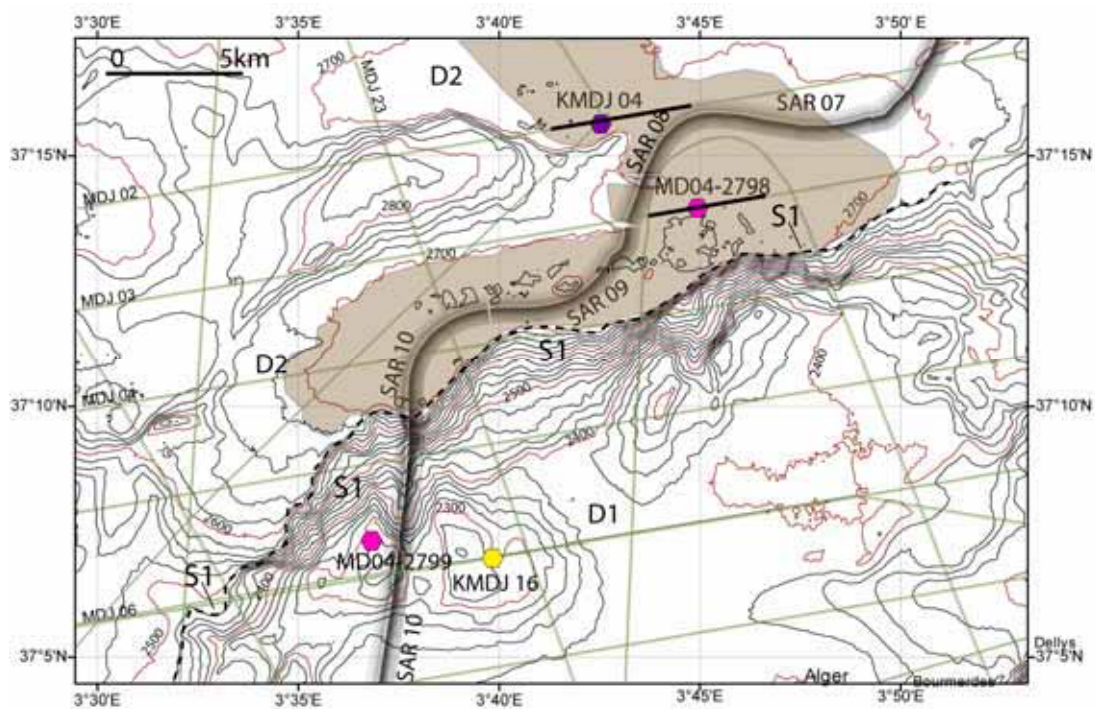 3°30'E 3°35'E 3°40'E 3°45'E 3°50'E
0 5km
2700
MDJ 23
D2
KMDJ 04
SAR 07
SAR 08
37°15'N 37°15'N
MDJ 02
2800
MD04-2798
S1
2700
2700
MDJ 03
SAR 09
S1
D2
SAR 10
2400
2500
37°10'N 37°10'N
MDJ 04
2400
S1
2300
D1
2600
MD04-2799
KMDJ 16
S1
MDJ 06
2500
SAR 10
37°5'N 37°5'N
Dellys
Alger
Bourmerdes
3°30'E 3°35'E 3°40'E 3°45'E 3°50'E